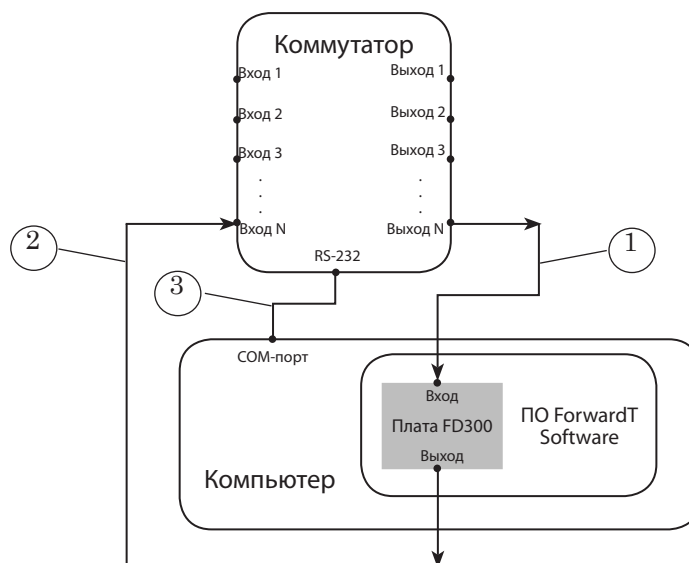 Коммутатор
Вход 1
Выход 1
Вход 2
Выход 2
Вход 3
Выход 3
.
.
.
.
.
.
Вход N
Выход N
RS-232
2
1
3
COM-порт
Вход
Плата FD300
Выход
ПО ForwardT
Software
Компьютер